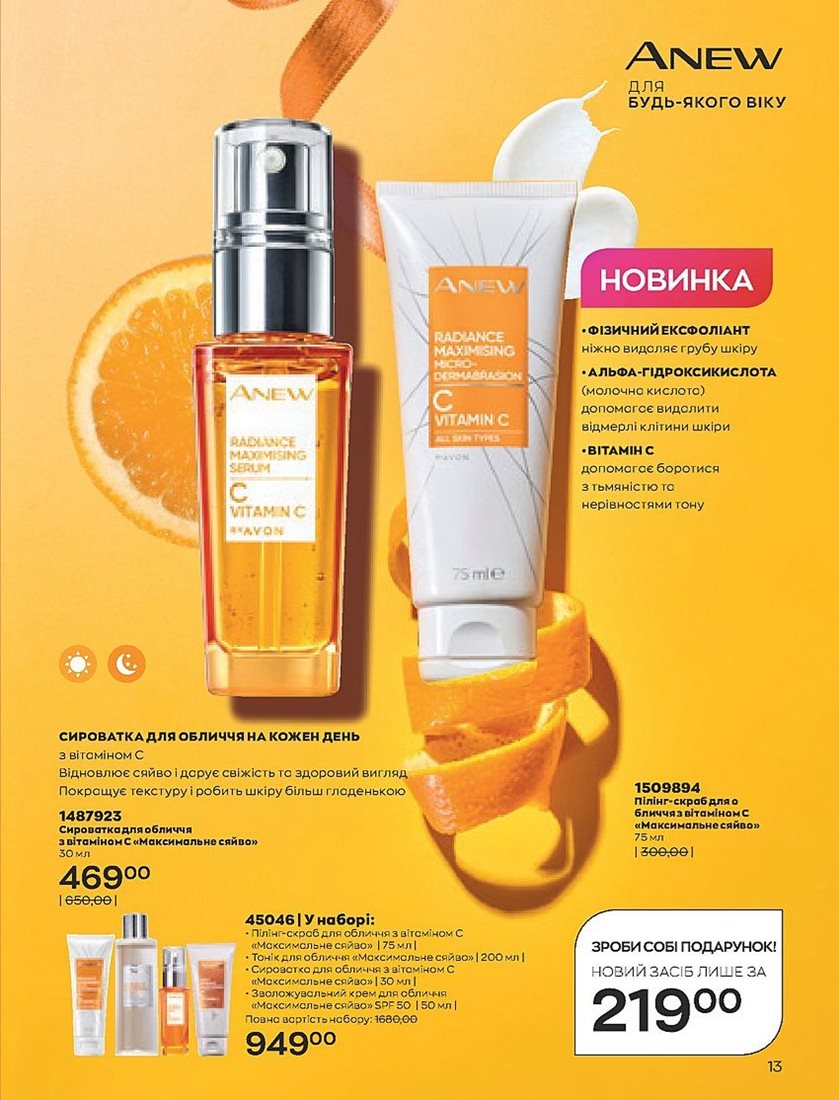 ANEW
ДЛЯ
БУДЬ-ЯКОГО ВІКУ
НОВИНКА
• ФІЗИЧНИЙ ЕКСФОЛІАНТ
ніжно видаляє грубу шкіру
• АЛЬФА-ГІДРОКСИКИСЛОТА
(молочна кислота)
допомагає видалити
відмерлі клітини шкіри
• ВІТАМІН С
допомагає боротися
з тьмяністю та
нерівностями тону
ANEW
RADIANCE
MAXIMISING
SERUM
C
VITAMIN C
BY AVON
ANEW
RADIANCE
MAXIMISING
MICRO-
DERMABRASION
C
VITAMIN C
ALL SKIN TYPES
BY AVON
75 ml e
СИРОВАТКА ДЛЯ ОБЛИЧЧЯ НА КОЖЕН ДЕНЬ
з вітаміном С
Відновлює сяйво і дарує свіжість та здоровий вигляд
Покращує текстуру і робить шкіру більш гладенькою
1487923
Сироватка для обличчя
з вітаміном С «Максимальне сяйво»
30 мл
469⁰⁰
| 650,00 |
1509894
Пілінг-скраб для о
бличчя з вітаміном С
«Максимальне сяйво»
75 мл
| 300,00 |
45046 | У наборі:
• Пілінг-скраб для обличчя з вітаміном С
«Максимальне сяйво» | 75 мл |
• Тонік для обличчя «Максимальне сяйво» | 200 мл |
• Сироватка для обличчя з вітаміном С
«Максимальне сяйво» | 30 мл |
• Зволожувальний крем для обличчя
«Максимальне сяйво» SPF 50 | 50 мл |
Повна вартість набору: 1680,00
949⁰⁰
ЗРОБИ СОБІ ПОДАРУНОК!
НОВИЙ ЗАСІБ ЛИШЕ ЗА
219⁰⁰
13